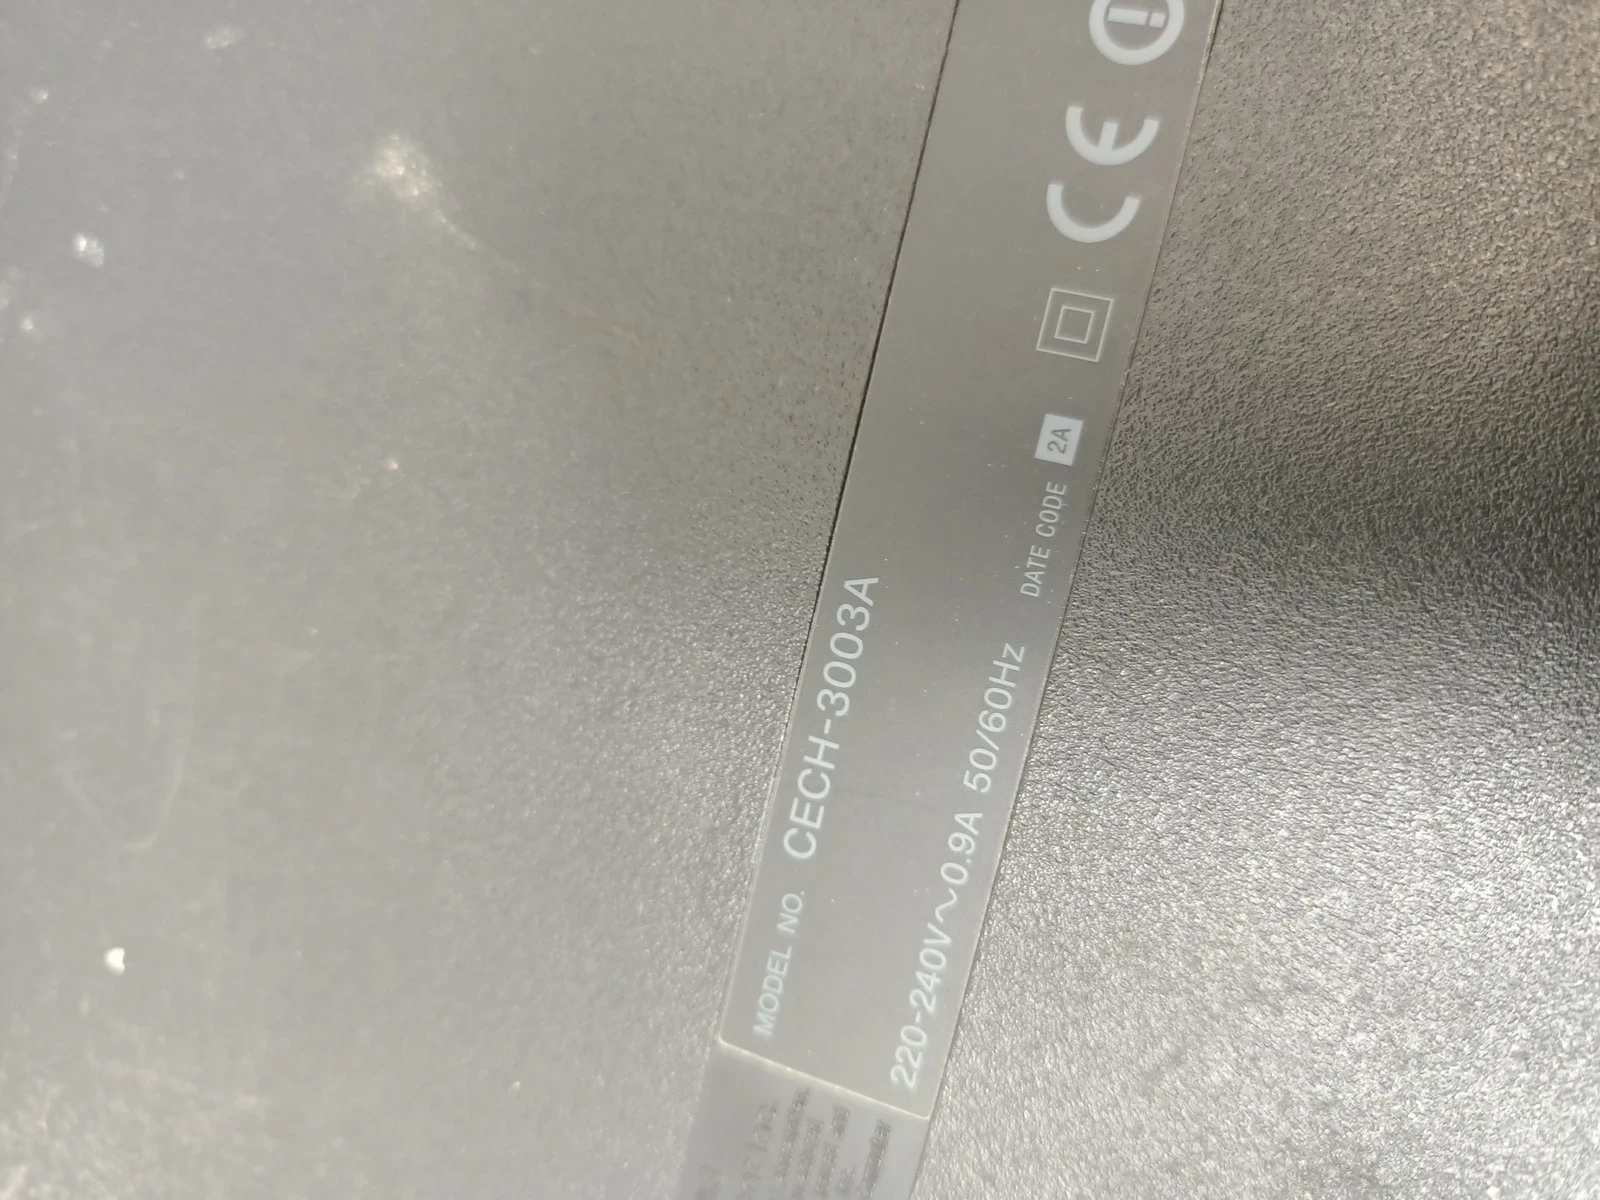 MODEL NO. CECH-3003A
220-240V～0.9A 50/60Hz
DATE CODE 2A
CE